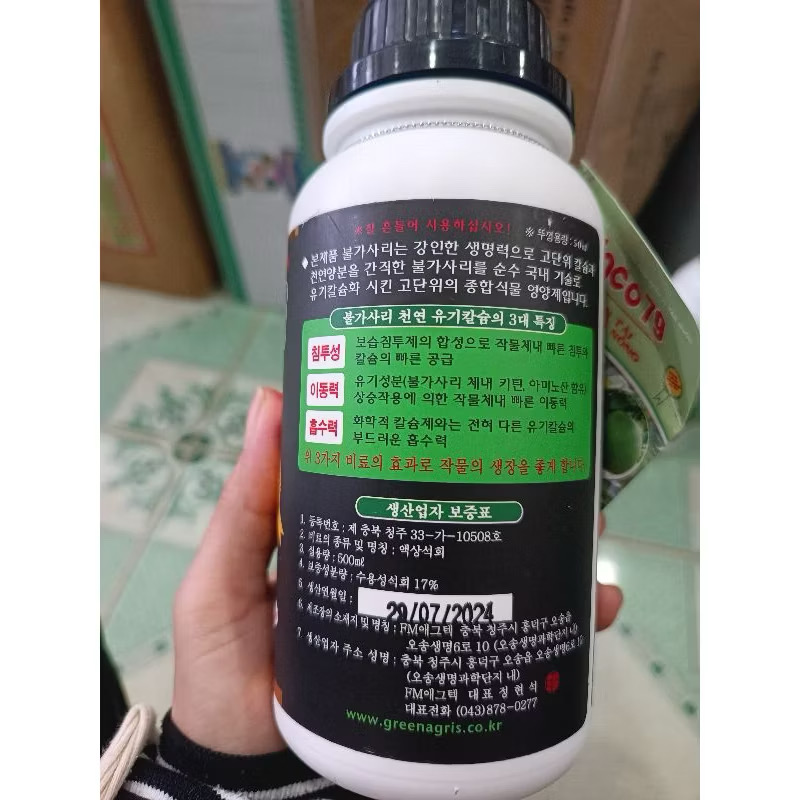 ※잘 흔들어 사용하십시오!
※ 뚜껑용량 : 50㎖
◆ 본제품 불가사리는 강인한 생명력으로 고단위 칼슘과
천연양분을 간직한 불가사리를 순수 국내 기술로
유기칼슘화 시킨 고단위의 종합식물 영양제입니다.
불가사리 천연 유기칼슘의 3대 특징
침투성
보습침투제의 합성으로 작물체내 빠른 침투와
칼슘의 빠른 공급
이동력
유기성분(불가사리 체내 키틴, 아미노산 함유)
상승작용에 의한 작물체내 빠른 이동력
흡수력
화학적 칼슘제와는 전혀 다른 유기칼슘의
부드러운 흡수력
위 3가지 비료의 효과로 작물의 생장을 좋게 합니다.
생산업자 보증표
1. 등록번호 : 제 충북 청주 33-가-10508호
2. 비료의 종류 및 명칭 : 액상석회
3. 실용량 : 500㎖
4. 보증성분량 : 수용성석회 17%
5. 생산연월일 :
29/07/2024
6. 제조장의 소재지 및 명칭 : FM애그텍 충북 청주시 흥덕구 오송읍
오송생명6로 10 (오송생명과학단지 내)
7. 생산업자 주소 성명 : 충북 청주시 흥덕구 오송읍 오송생명6로 10
(오송생명과학단지 내)
FM애그텍 대표 정현석
대표전화 (043)878-0277
www.greenagris.co.kr
co79